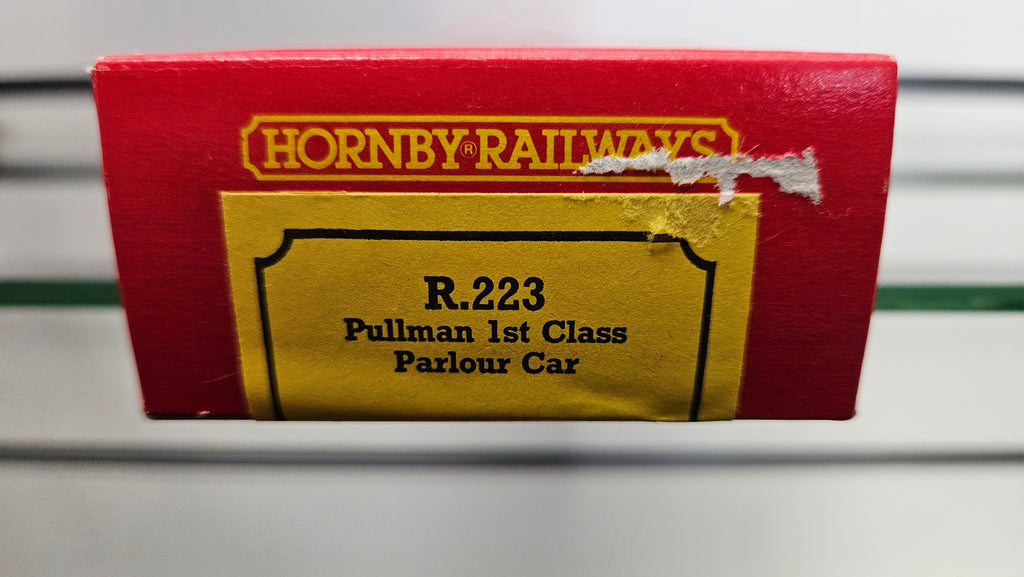 HORNBY® RAILWAYS
R.223
Pullman 1st Class
Parlour Car